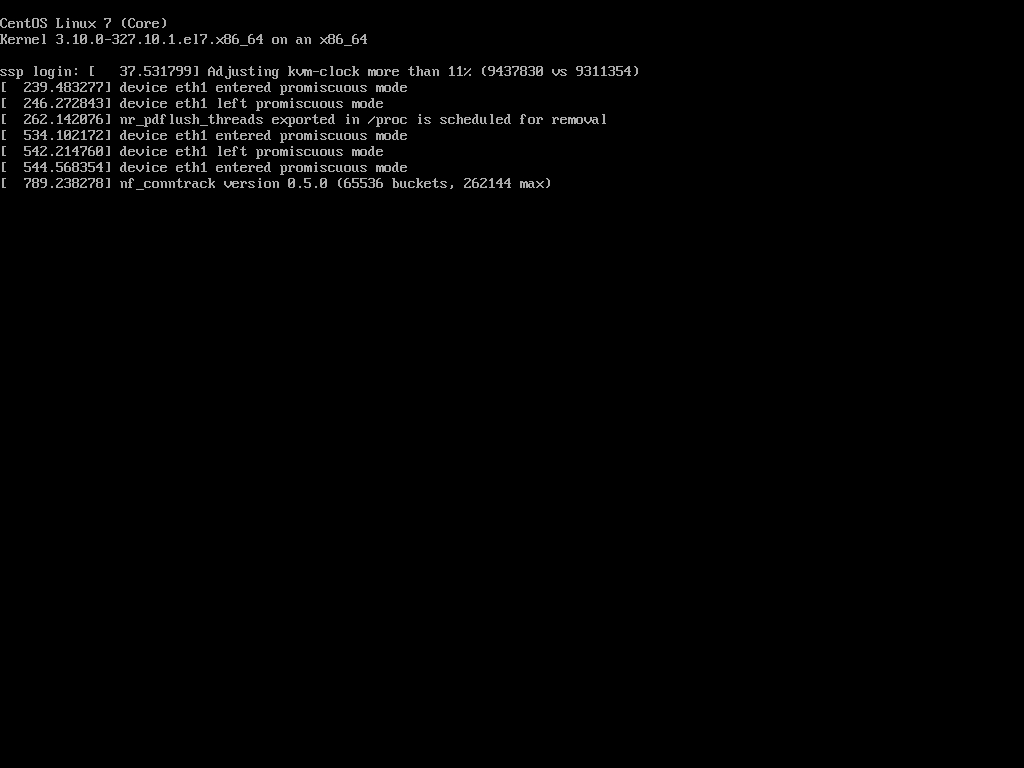 CentOS Linux 7 (Core)
Kernel 3.10.0-327.10.1.el7.x86_64 on an x86_64
ssp login: [   37.531799] Adjusting kvm-clock more than 11% (9437830 vs 9311354)
[  239.483277] device eth1 entered promiscuous mode
[  246.272843] device eth1 left promiscuous mode
[  262.142076] nr_pdflush_threads exported in /proc is scheduled for removal
[  534.102172] device eth1 entered promiscuous mode
[  542.214760] device eth1 left promiscuous mode
[  544.568354] device eth1 entered promiscuous mode
[  789.238278] nf_conntrack version 0.5.0 (65536 buckets, 262144 max)